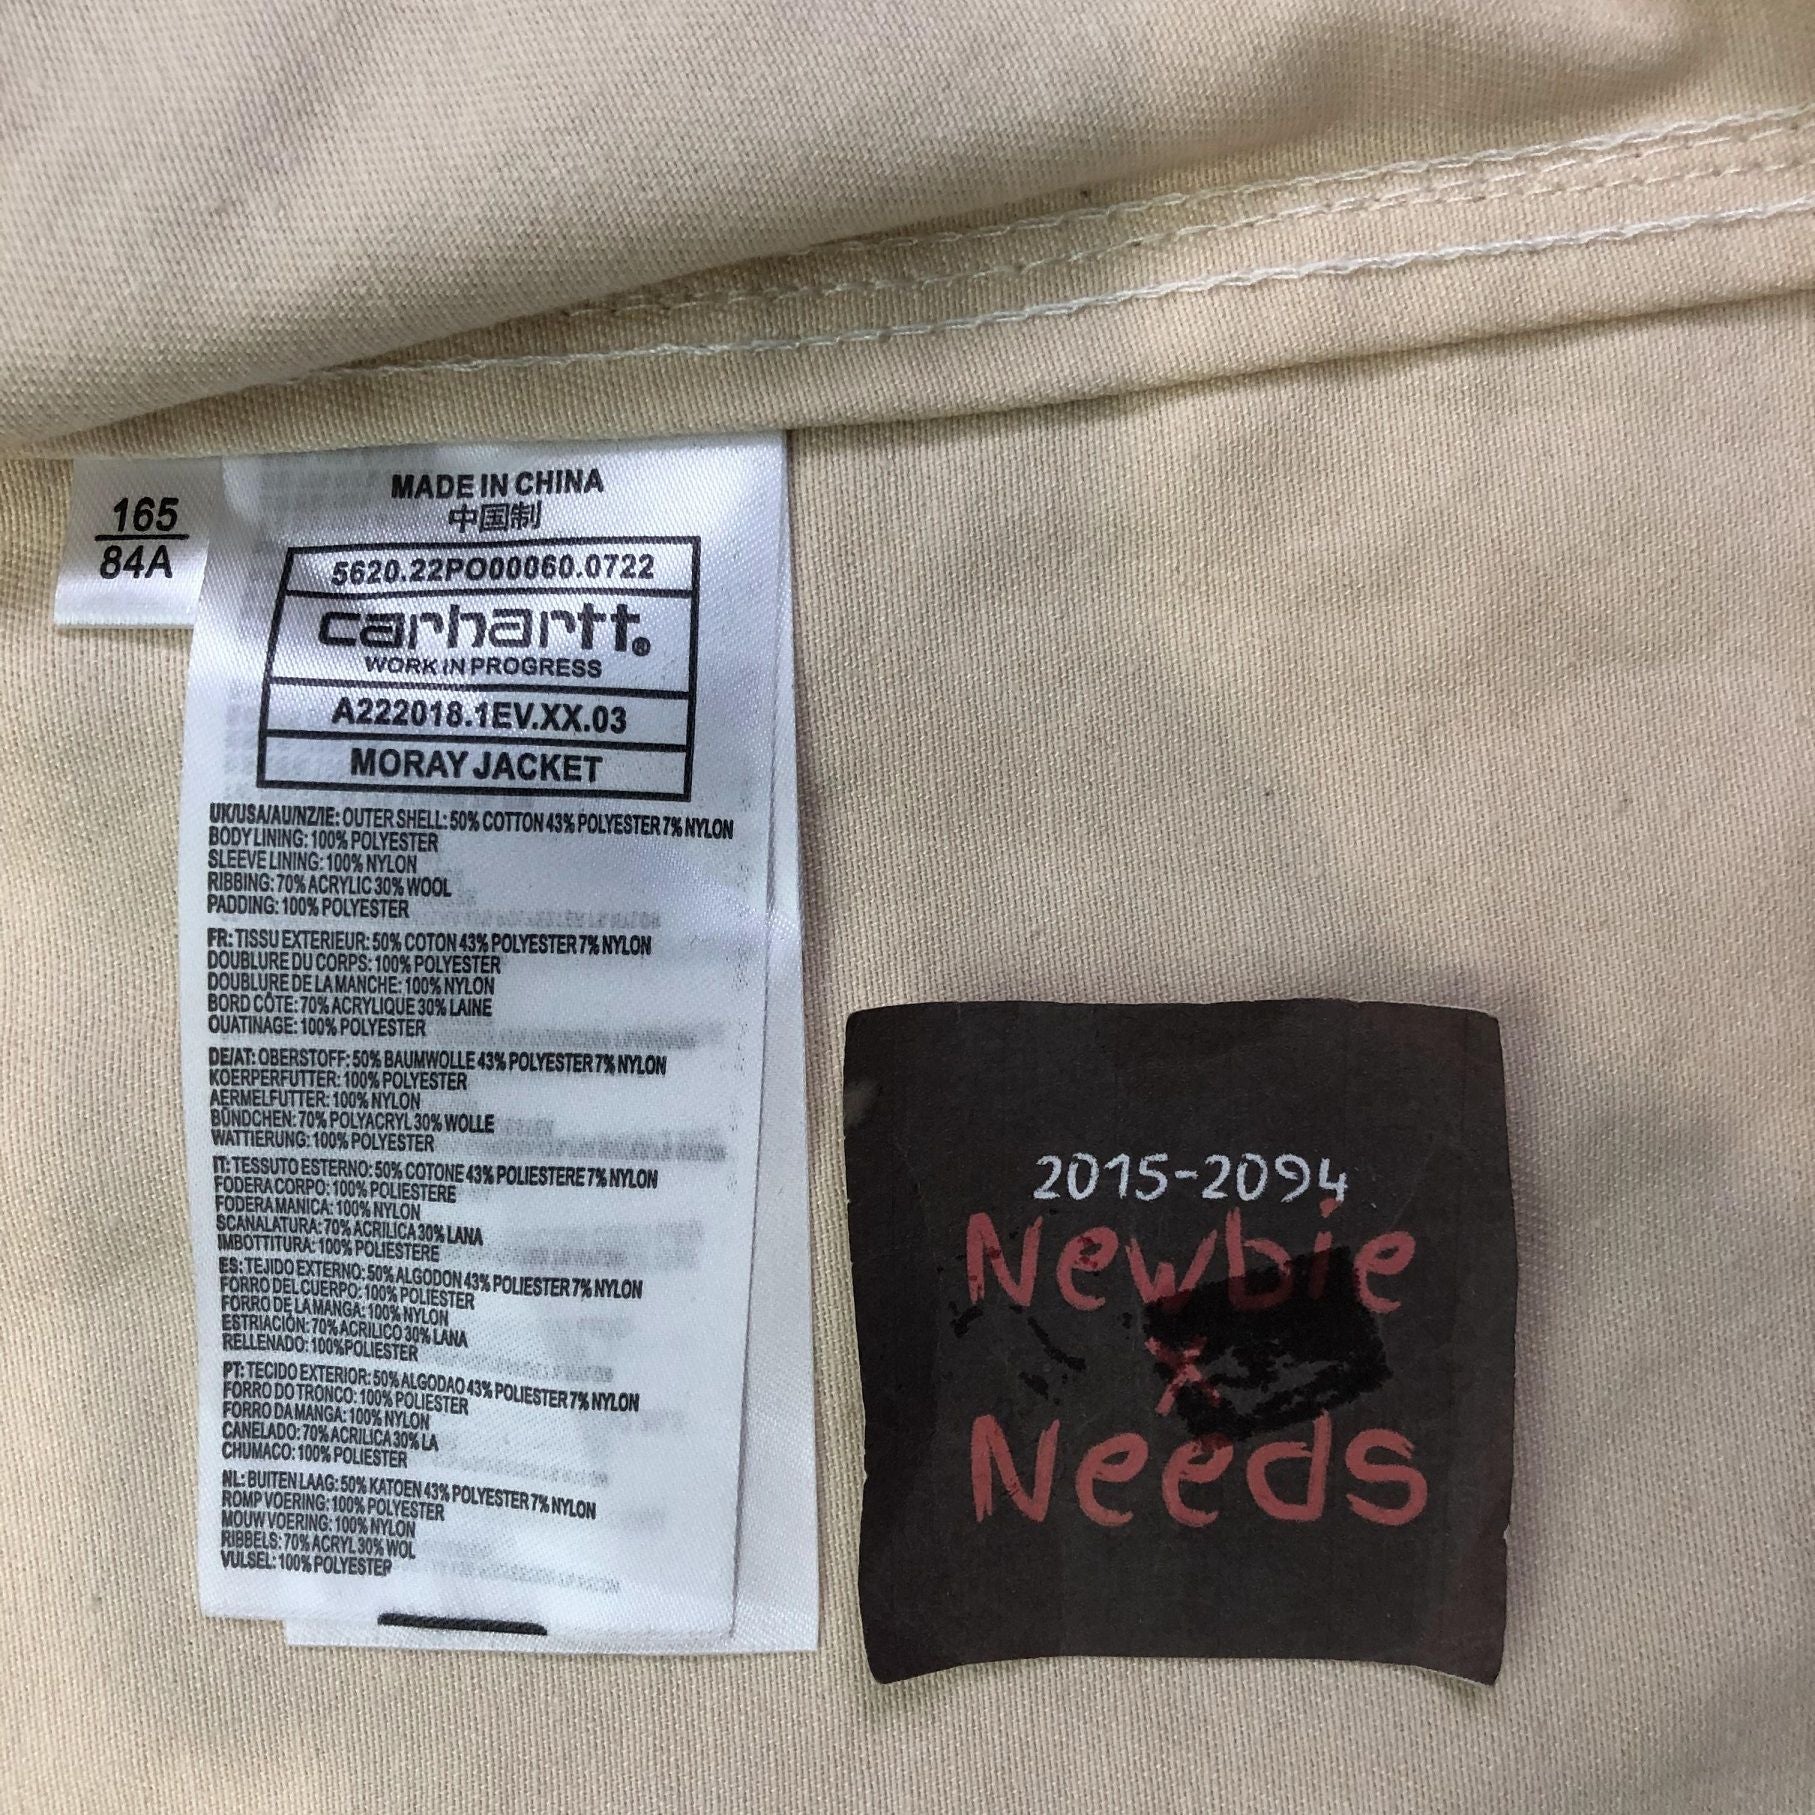 165
84A
MADE IN CHINA
中国制
5620.22PO00060.0722
carhartt®
WORK IN PROGRESS
A222018.1EV.XX.03
MORAY JACKET
UK/USA/AU/NZ/IE: OUTER SHELL: 50% COTTON 43% POLYESTER 7% NYLON
BODY LINING: 100% POLYESTER
SLEEVE LINING: 100% NYLON
RIBBING: 70% ACRYLIC 30% WOOL
PADDING: 100% POLYESTER
FR: TISSU EXTERIEUR: 50% COTON 43% POLYESTER 7% NYLON
DOUBLURE DU CORPS: 100% POLYESTER
DOUBLURE DE LA MANCHE: 100% NYLON
BORD CÔTE: 70% ACRYLIQUE 30% LAINE
OUATINAGE: 100% POLYESTER
DE/AT: OBERSTOFF: 50% BAUMWOLLE 43% POLYESTER 7% NYLON
KOERPERFUTTER: 100% POLYESTER
AERMELFUTTER: 100% NYLON
BÜNDCHEN: 70% POLYACRYL 30% WOLLE
WATTIERUNG: 100% POLYESTER
IT: TESSUTO ESTERNO: 50% COTONE 43% POLIESTERE 7% NYLON
FODERA CORPO: 100% POLIESTERE
FODERA MANICA: 100% NYLON
SCANALATURA: 70% ACRILICA 30% LANA
IMBOTTITURA: 100% POLIESTERE
ES: TEJIDO EXTERNO: 50% ALGODON 43% POLIESTER 7% NYLON
FORRO DEL CUERPO: 100% POLIESTER
FORRO DE LA MANGA: 100% NYLON
ESTRIACIÓN: 70% ACRILICO 30% LANA
RELLENADO: 100% POLIESTER
PT: TECIDO EXTERIOR: 50% ALGODAO 43% POLIESTER 7% NYLON
FORRO DO TRONCO: 100% POLIESTER
FORRO DA MANGÁ: 100% NYLON
CANELADO: 70% ACRILICA 30% LA
CHUMACO: 100% POLIESTER
NL: BUITEN LAAG: 50% KATOEN 43% POLYESTER 7% NYLON
ROMP VOERING: 100% POLYESTER
MOUW VOERING: 100% NYLON
RIBBELS: 70% ACRYL 30% WOL
VULSEL: 100% POLYESTER
2015-2094
Newbie
x
Needs